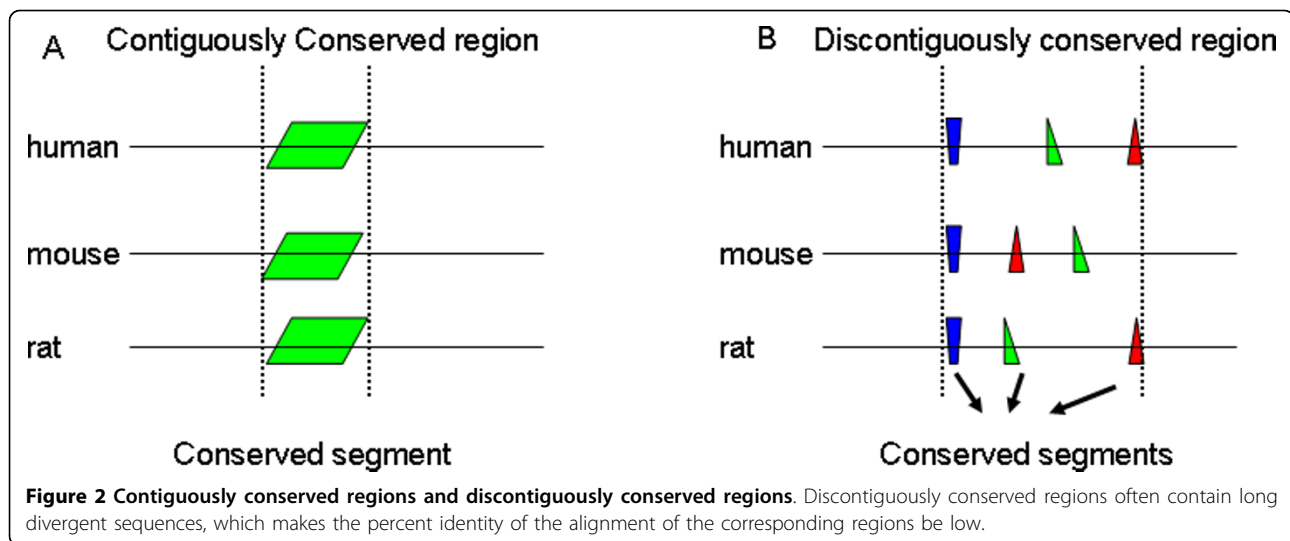 A Contiguously Conserved region
human
mouse
rat
Conserved segment
B Discontiguously conserved region
human
mouse
rat
Conserved segments
Figure 2 Contiguously conserved regions and discontiguously conserved regions. Discontiguously conserved regions often contain long
divergent sequences, which makes the percent identity of the alignment of the corresponding regions be low.